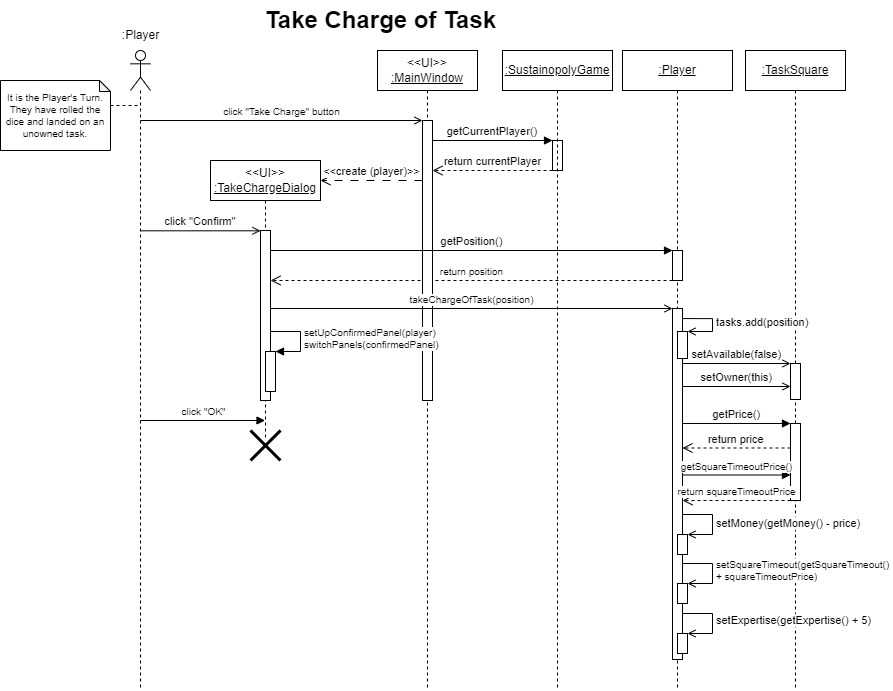 Take Charge of Task
:Player
<<UI>>
:MainWindow
:SustainopolyGame
:Player
:TaskSquare
It is the Player's Turn.
They have rolled the
dice and landed on an
unowned task.
click "Take Charge" button
getCurrentPlayer()
return currentPlayer
<<create (player)>>
<<UI>>
:TakeChargeDialog
click "Confirm"
getPosition()
return position
takeChargeOfTask(position)
tasks.add(position)
setUpConfirmedPanel(player)
switchPanels(confirmedPanel)
setAvailable(false)
setOwner(this)
click "OK"
getPrice()
return price
getSquareTimeoutPrice()
return squareTimeoutPrice
setMoney(getMoney() - price)
setSquareTimeout(getSquareTimeout()
+ squareTimeoutPrice)
setExpertise(getExpertise() + 5)